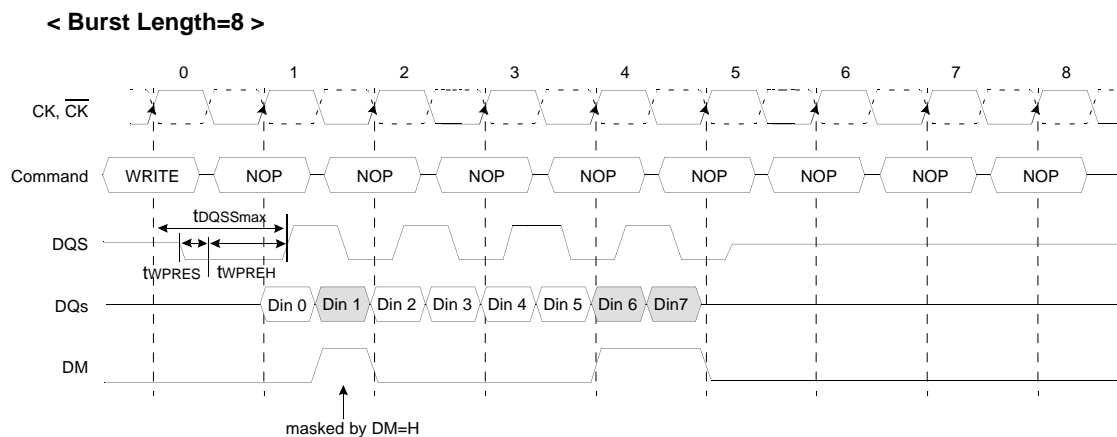 < Burst Length=8 >
0 1 2 3 4 5 6 7 8
CK, CK
Command WRITE NOP NOP NOP NOP NOP NOP NOP NOP
tDQSSmax
DQS
tWPRES tWPREH
DQs Din 0 Din 1 Din 2 Din 3 Din 4 Din 5 Din 6 Din7
DM
masked by DM=H